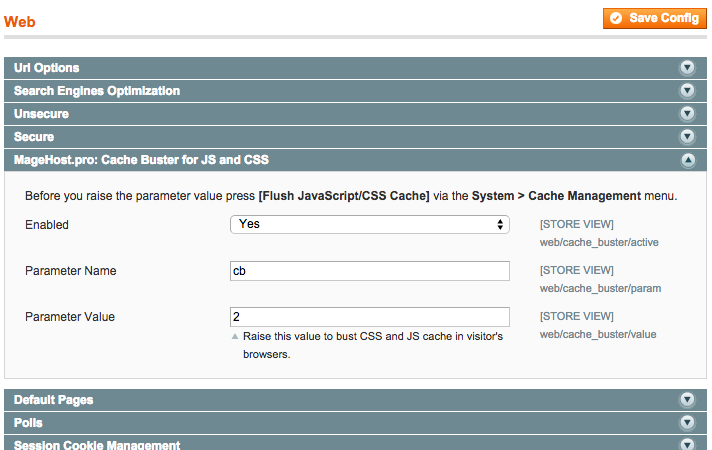 Web
Save Config
Url Options
Search Engines Optimization
Unsecure
Secure
MageHost.pro: Cache Buster for JS and CSS
Before you raise the parameter value press [Flush JavaScript/CSS Cache] via the System > Cache Management menu.
Enabled
Yes
[STORE VIEW]
web/cache_buster/active
Parameter Name
cb
[STORE VIEW]
web/cache_buster/param
Parameter Value
2
[STORE VIEW]
Raise this value to bust CSS and JS cache in visitor's
web/cache_buster/value
browsers.
Default Pages
Polls
Session Cookie Management